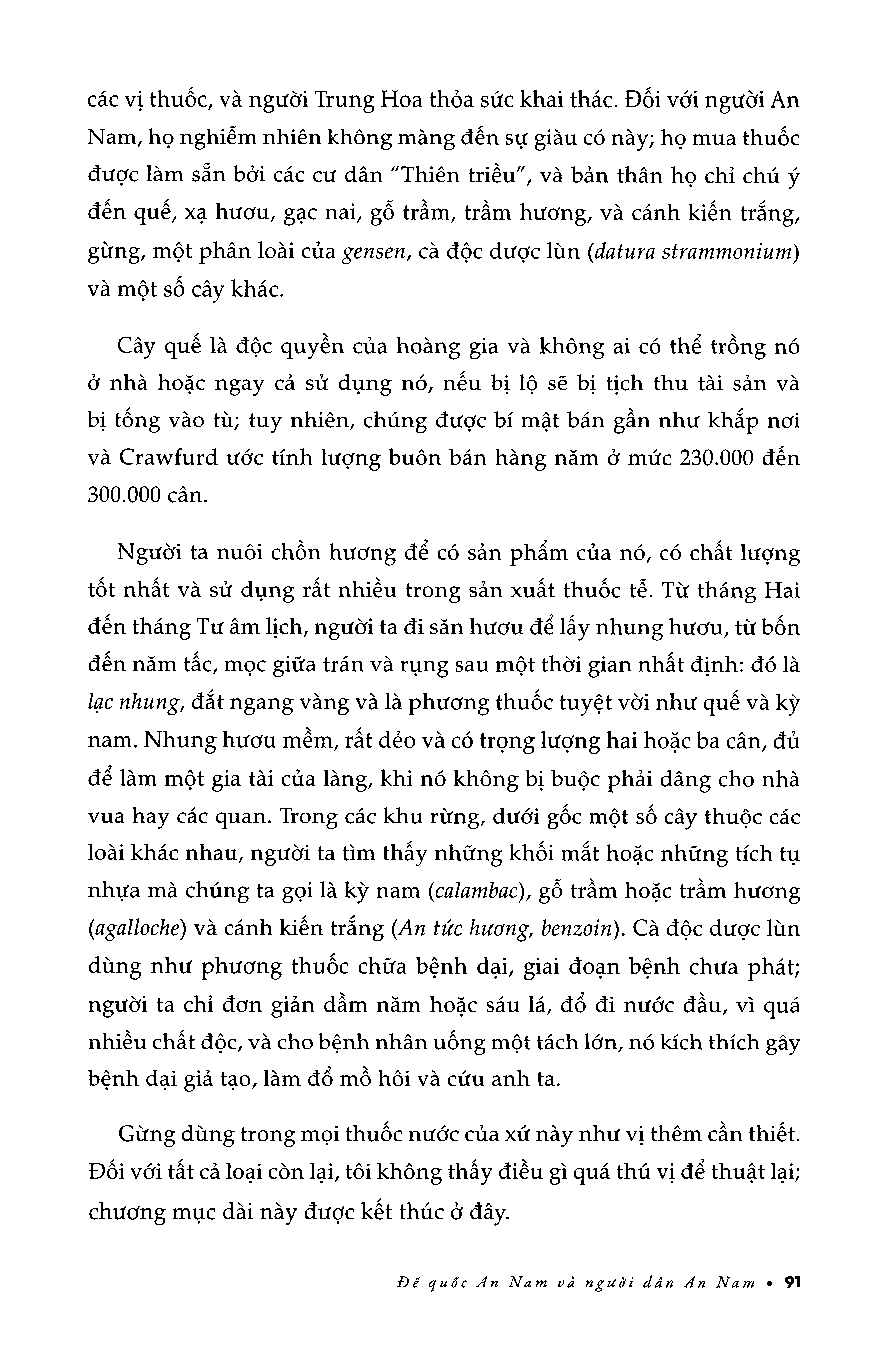 các vị thuốc, và người Trung Hoa thỏa sức khai thác. Đối với người An
Nam, họ nghiễm nhiên không màng đến sự giàu có này; họ mua thuốc
được làm sẵn bởi các cư dân "Thiên triều", và bản thân họ chỉ chú ý
đến quế, xạ hươu, gạc nai, gỗ trầm, trầm hương, và cánh kiến trắng,
gừng, một phân loài của gensen, cà độc dược lùn (datura strammonium)
và một số cây khác.
Cây quế là độc quyền của hoàng gia và không ai có thể trồng nó
ở nhà hoặc ngay cả sử dụng nó, nếu bị lộ sẽ bị tịch thu tài sản và
bị tống vào tù; tuy nhiên, chúng được bí mật bán gần như khắp nơi
và Crawfurd ước tính lượng buôn bán hàng năm ở mức 230.000 đến
300.000 cân.
Người ta nuôi chồn hương để có sản phẩm của nó, có chất lượng
tốt nhất và sử dụng rất nhiều trong sản xuất thuốc tễ. Từ tháng Hai
đến tháng Tư âm lịch, người ta đi săn hươu để lấy nhung hươu, từ bốn
đến năm tấc, mọc giữa trán và rụng sau một thời gian nhất định: đó là
lạc nhung, đắt ngang vàng và là phương thuốc tuyệt vời như quế và kỳ
nam. Nhung hươu mềm, rất dẻo và có trọng lượng hai hoặc ba cân, đủ
để làm một gia tài của làng, khi nó không bị buộc phải dâng cho nhà
vua hay các quan. Trong các khu rừng, dưới gốc một số cây thuộc các
loài khác nhau, người ta tìm thấy những khối mắt hoặc những tích tụ
nhựa mà chúng ta gọi là kỳ nam (calambac), gỗ trầm hoặc trầm hương
(agalloche) và cánh kiến trắng (An tức hương, benzoin). Cà độc dược lùn
dùng như phương thuốc chữa bệnh dại, giai đoạn bệnh chưa phát;
người ta chỉ đơn giản dầm năm hoặc sáu lá, đổ đi nước đầu, vì quá
nhiều chất độc, và cho bệnh nhân uống một tách lớn, nó kích thích gây
bệnh dại giả tạo, làm đổ mồ hôi và cứu anh ta.
Gừng dùng trong mọi thuốc nước của xứ này như vị thêm cần thiết.
Đối với tất cả loại còn lại, tôi không thấy điều gì quá thú vị để thuật lại;
chương mục dài này được kết thúc ở đây.
Đế quốc An Nam và người dân An Nam • 91